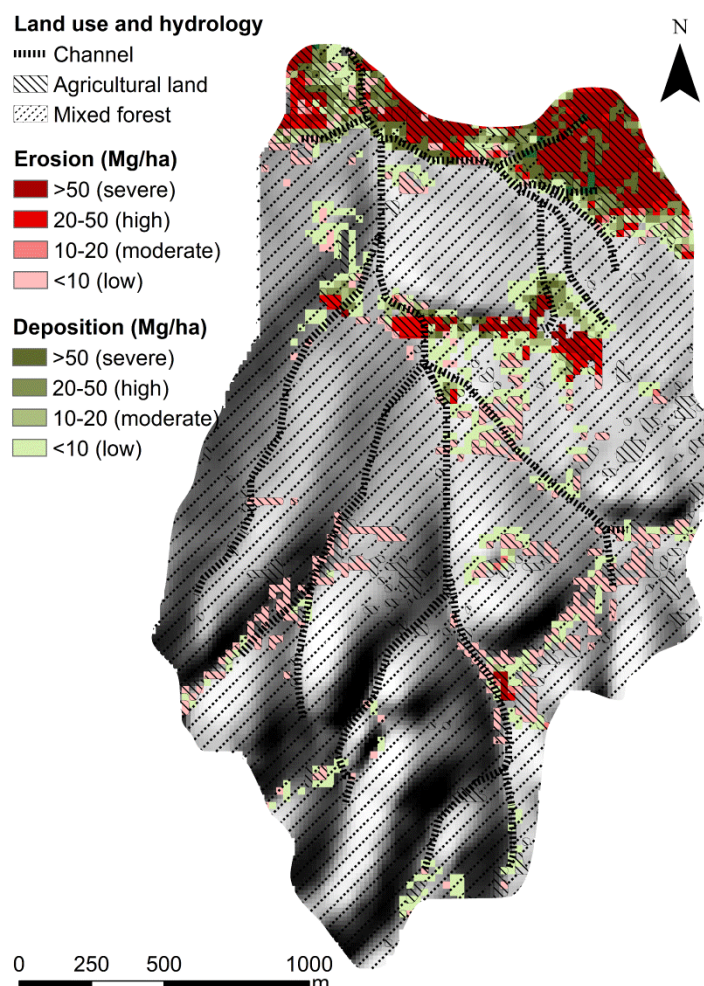 Land use and hydrology
Channel
Agricultural land
Mixed forest
Erosion (Mg/ha)
>50 (severe)
20-50 (high)
10-20 (moderate)
<10 (low)
Deposition (Mg/ha)
>50 (severe)
20-50 (high)
10-20 (moderate)
<10 (low)
N
0 250 500 1000
m